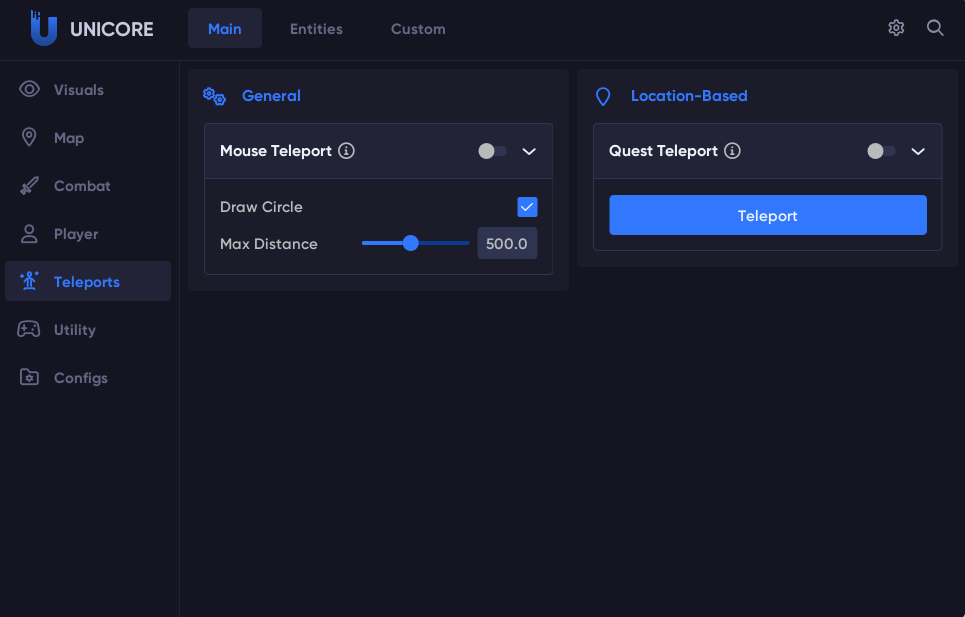 UNICORE
Main
Entities
Custom
Visuals
Map
Combat
Player
Teleports
Utility
Configs
General
Mouse Teleport
Draw Circle
Max Distance
500.0
Location-Based
Quest Teleport
Teleport